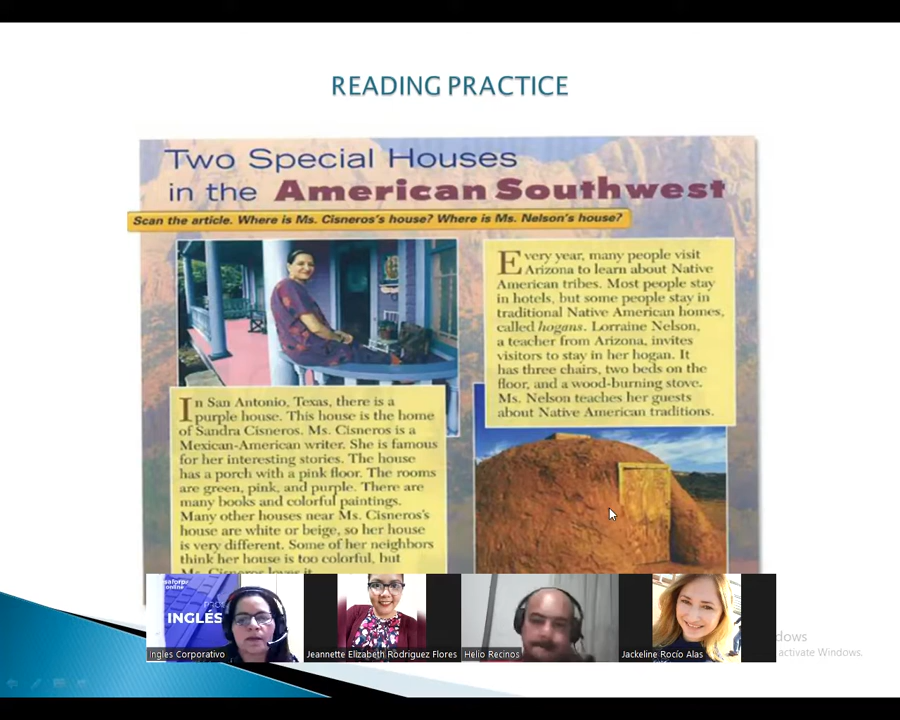 READING PRACTICE
Two Special Houses
in the American Southwest
Scan the article. Where is Ms. Cisneros's house? Where is Ms. Nelson's house?
In San Antonio, Texas, there is a
purple house. This house is the home
of Sandra Cisneros. Ms. Cisneros is a
Mexican-American writer. She is famous
for her interesting stories. The house
has a porch with a pink floor. The rooms
are green, pink, and purple. There are
many books and colorful paintings.
Many other houses near Ms. Cisneros's
house are white or beige, so her house
is very different. Some of her neighbors
think her house is too colorful, but
Ms. Cisneros loves it.
Every year, many people visit
Arizona to learn about Native
American tribes. Most people stay
in hotels, but some people stay in
traditional Native American homes,
called hogans. Lorraine Nelson,
a teacher from Arizona, invites
visitors to stay in her hogan. It
has three chairs, two beds on the
floor, and a wood-burning stove.
Ms. Nelson teaches her guests
about Native American traditions.
online
INGLÉS
Ingles Corporativo
Jeannette Elizabeth Rodriguez Flores
Helio Recinos
Jackeline Rocío Alas
activate Windows.